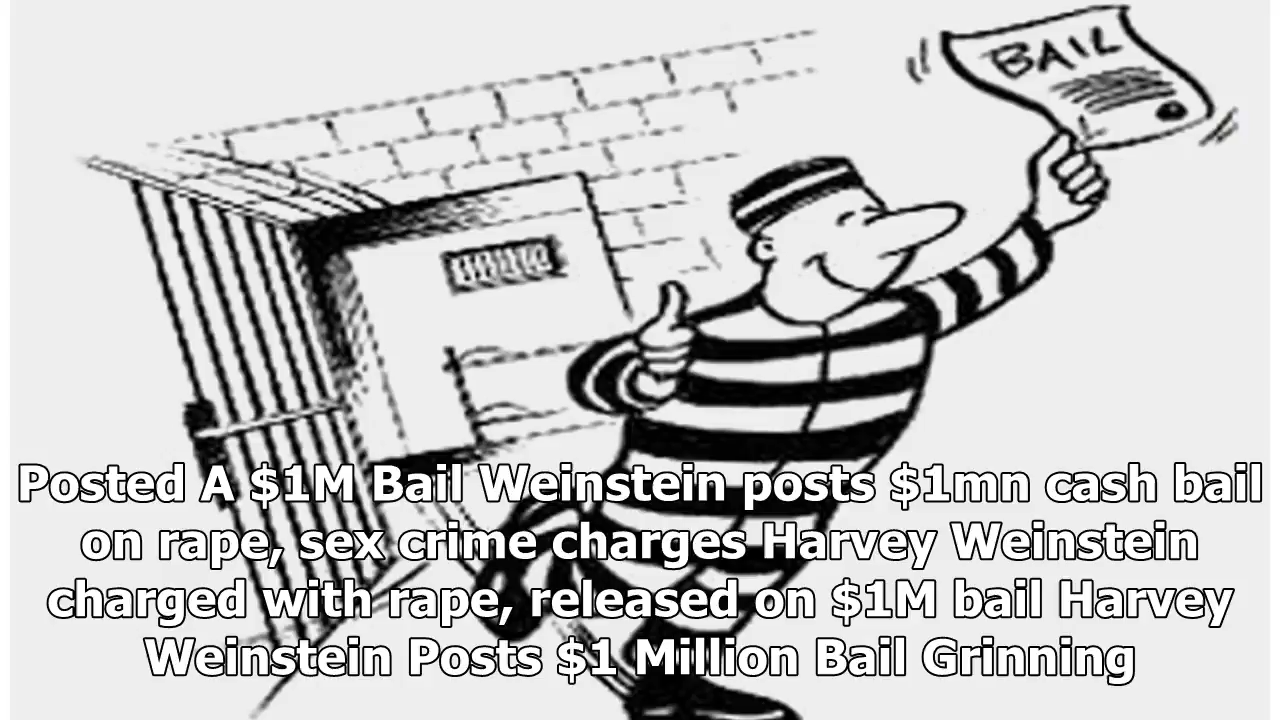 BAIL
Posted A $1M Bail Weinstein posts $1mn cash bail
on rape, sex crime charges Harvey Weinstein
charged with rape, released on $1M bail Harvey
Weinstein Posts $1 Million Bail Grinning